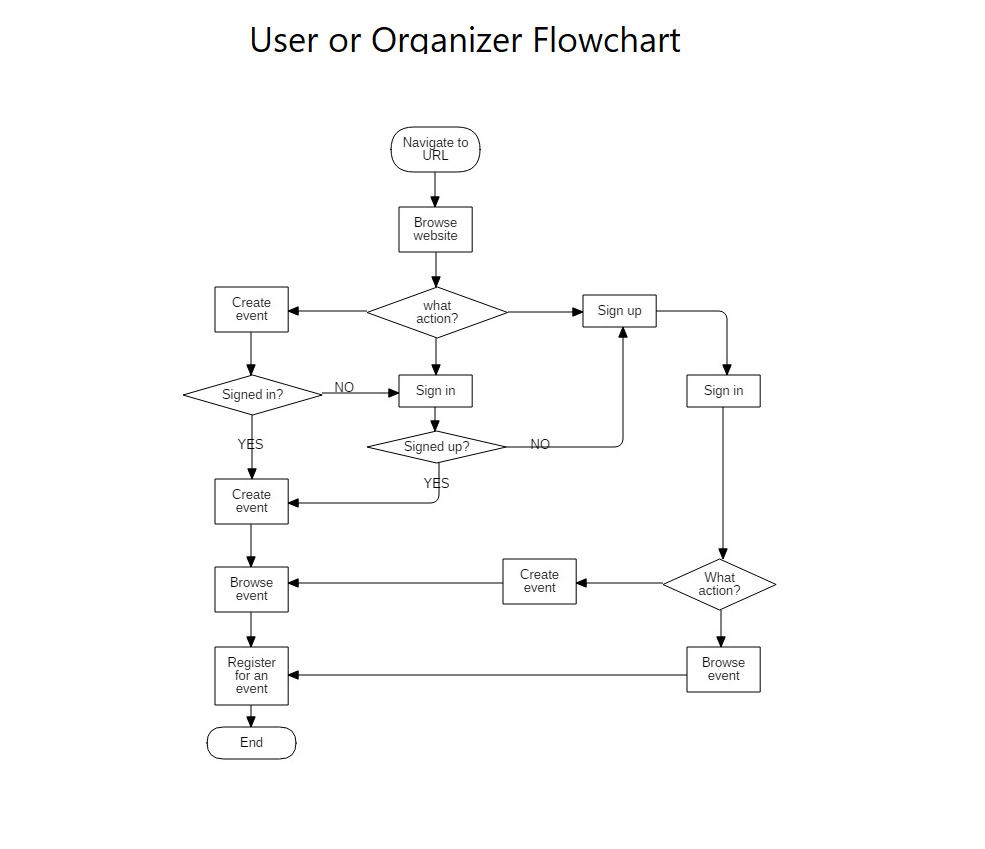 User or Organizer Flowchart
Navigate to
URL
Browse
website
what
action?
Create
event
Sign up
Signed in?
NO
Sign in
Sign in
YES
Signed up?
NO
YES
Create
event
Browse
event
Create
event
What
action?
Register
for an
event
Browse
event
End